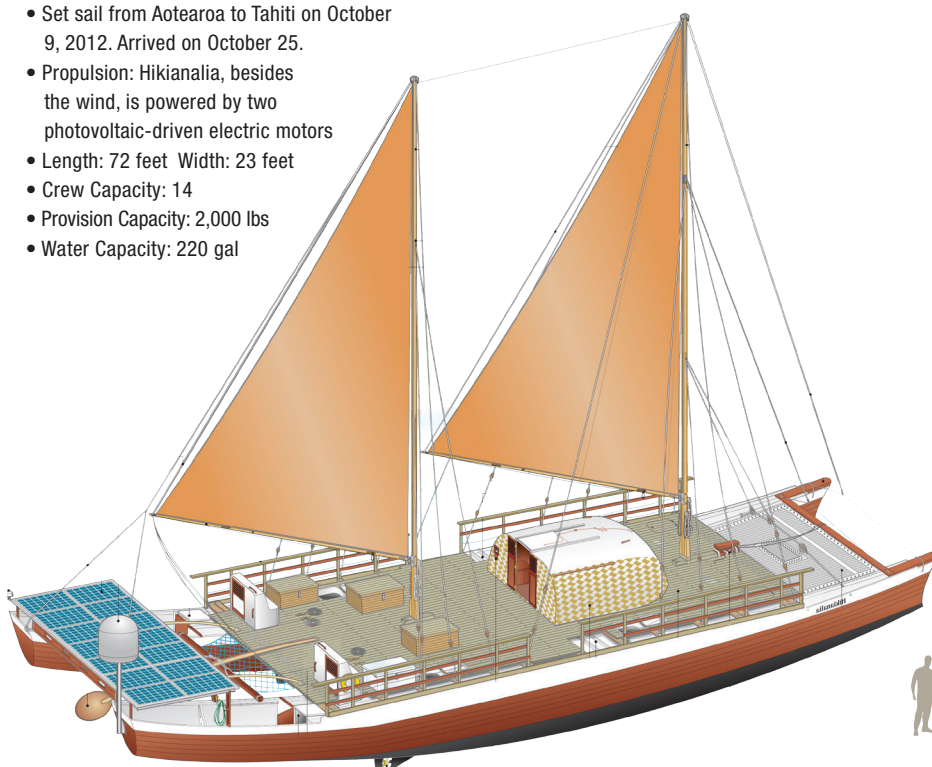 • Set sail from Aotearoa to Tahiti on October
9, 2012. Arrived on October 25.
• Propulsion: Hikianalia, besides
the wind, is powered by two
photovoltaic-driven electric motors
• Length: 72 feet Width: 23 feet
• Crew Capacity: 14
• Provision Capacity: 2,000 lbs
• Water Capacity: 220 gal